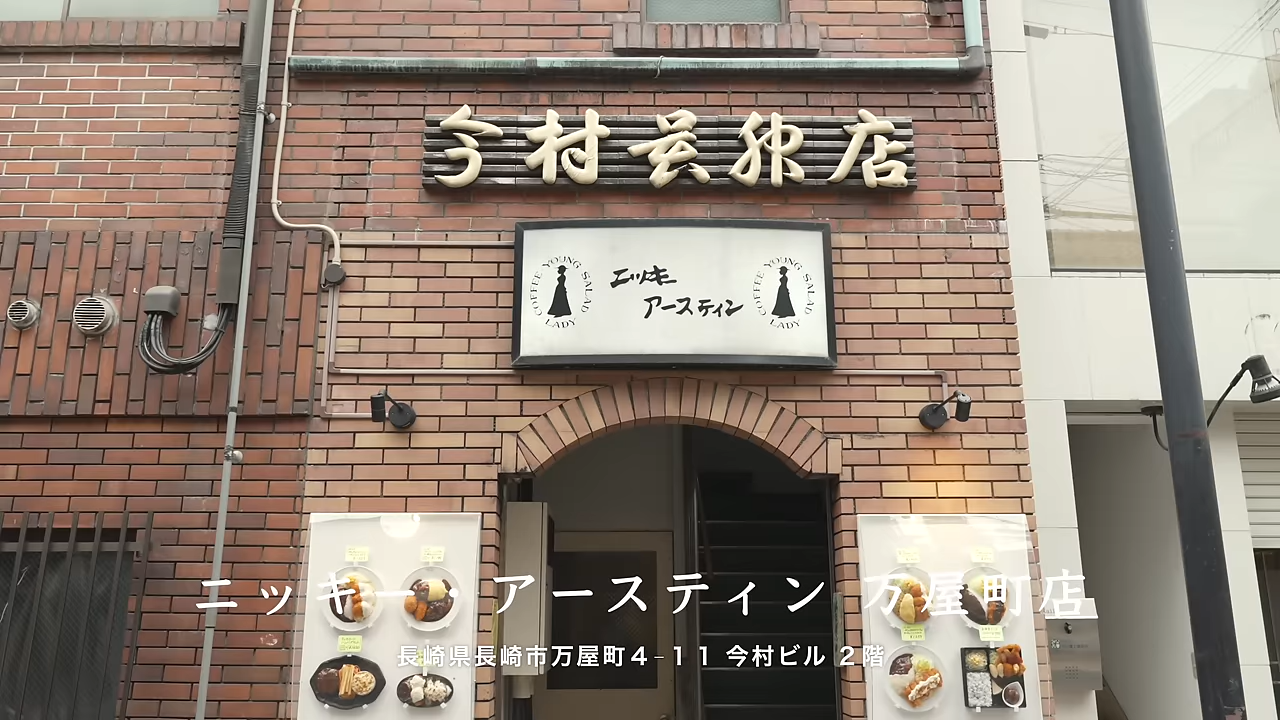 今村芸舟店
COFFEE YOUNG SALAD LADY
ニッキー
アースティン
COFFEE YOUNG SALAD LADY
ニッキー・アースティン 万屋町店
長崎県長崎市万屋町4-11 今村ビル 2階